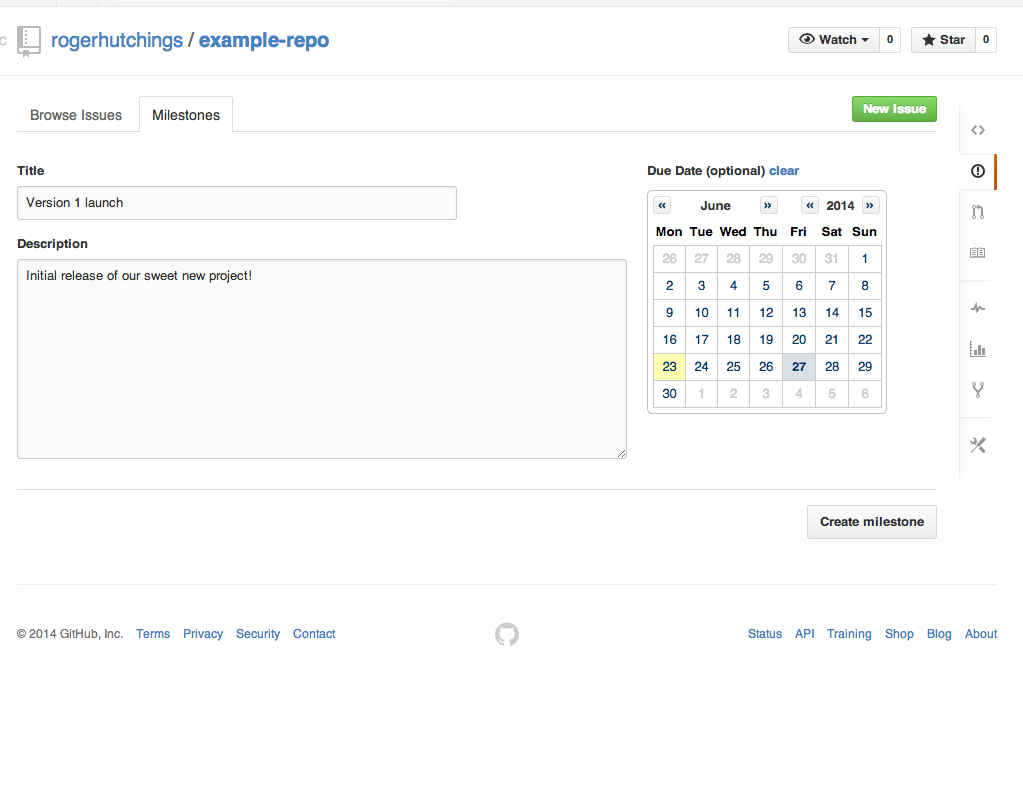 rogerhutchings / example-repo
Watch 0 Star 0
Browse Issues Milestones New Issue
Title
Version 1 launch
Description
Initial release of our sweet new project!
Due Date (optional) clear
« June » « 2014 »
Mon Tue Wed Thu Fri Sat Sun
26 27 28 29 30 31 1
2 3 4 5 6 7 8
9 10 11 12 13 14 15
16 17 18 19 20 21 22
23 24 25 26 27 28 29
30 1 2 3 4 5 6
Create milestone
© 2014 GitHub, Inc. Terms Privacy Security Contact
Status API Training Shop Blog About